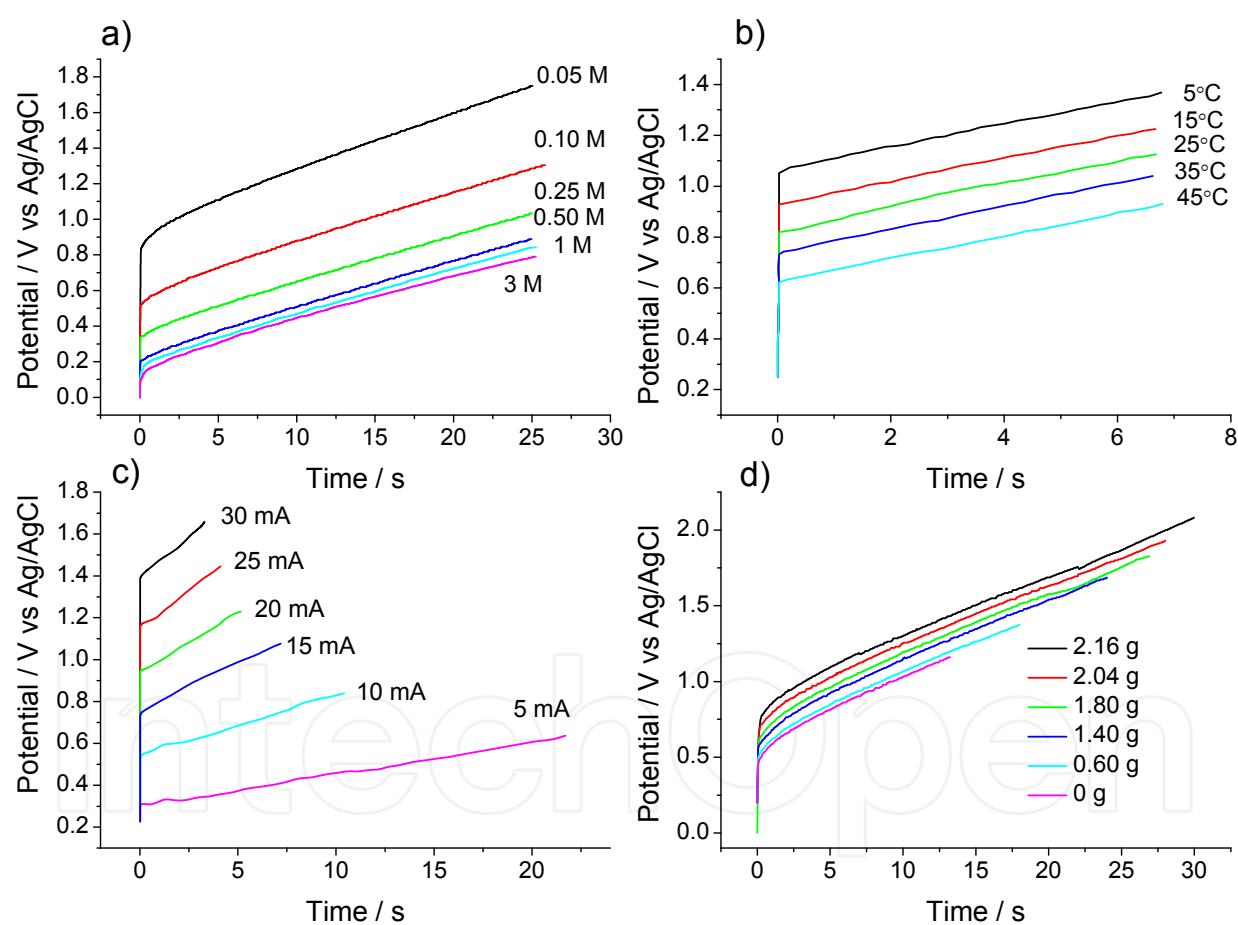 a)
Potential / V vs Ag/AgCl
1.8
1.6
1.4
1.2
1.0
0.8
0.6
0.4
0.2
0.0
0.05 M
0.10 M
0.25 M
0.50 M
1 M
3 M
0 5 10 15 20 25 30
Time / s
b)
Potential / V vs Ag/AgCl
1.4
1.2
1.0
0.8
0.6
0.4
0.2
5°C
15°C
25°C
35°C
45°C
0 2 4 6 8
Time / s
c)
Potential / V vs Ag/AgCl
1.8
1.6
1.4
1.2
1.0
0.8
0.6
0.4
0.2
30 mA
25 mA
20 mA
15 mA
10 mA
5 mA
0 5 10 15 20
Time / s
d)
Potential / V vs Ag/AgCl
2.0
1.5
1.0
0.5
0.0
2.16 g
2.04 g
1.80 g
1.40 g
0.60 g
0 g
0 5 10 15 20 25 30
Time / s
IntechOpen